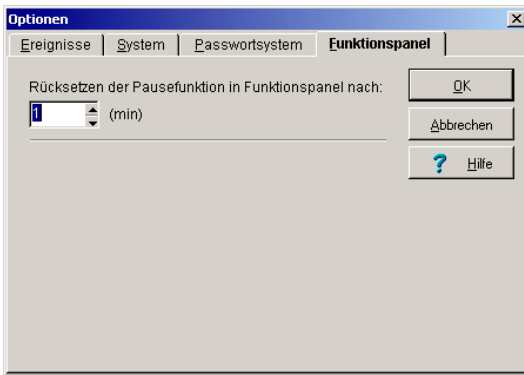 Optionen
Ereignisse System Passwortsystem Funktionspanel
Rücksetzen der Pausefunktion in Funktionspanel nach:
1 (min)
OK
Abbrechen
? Hilfe